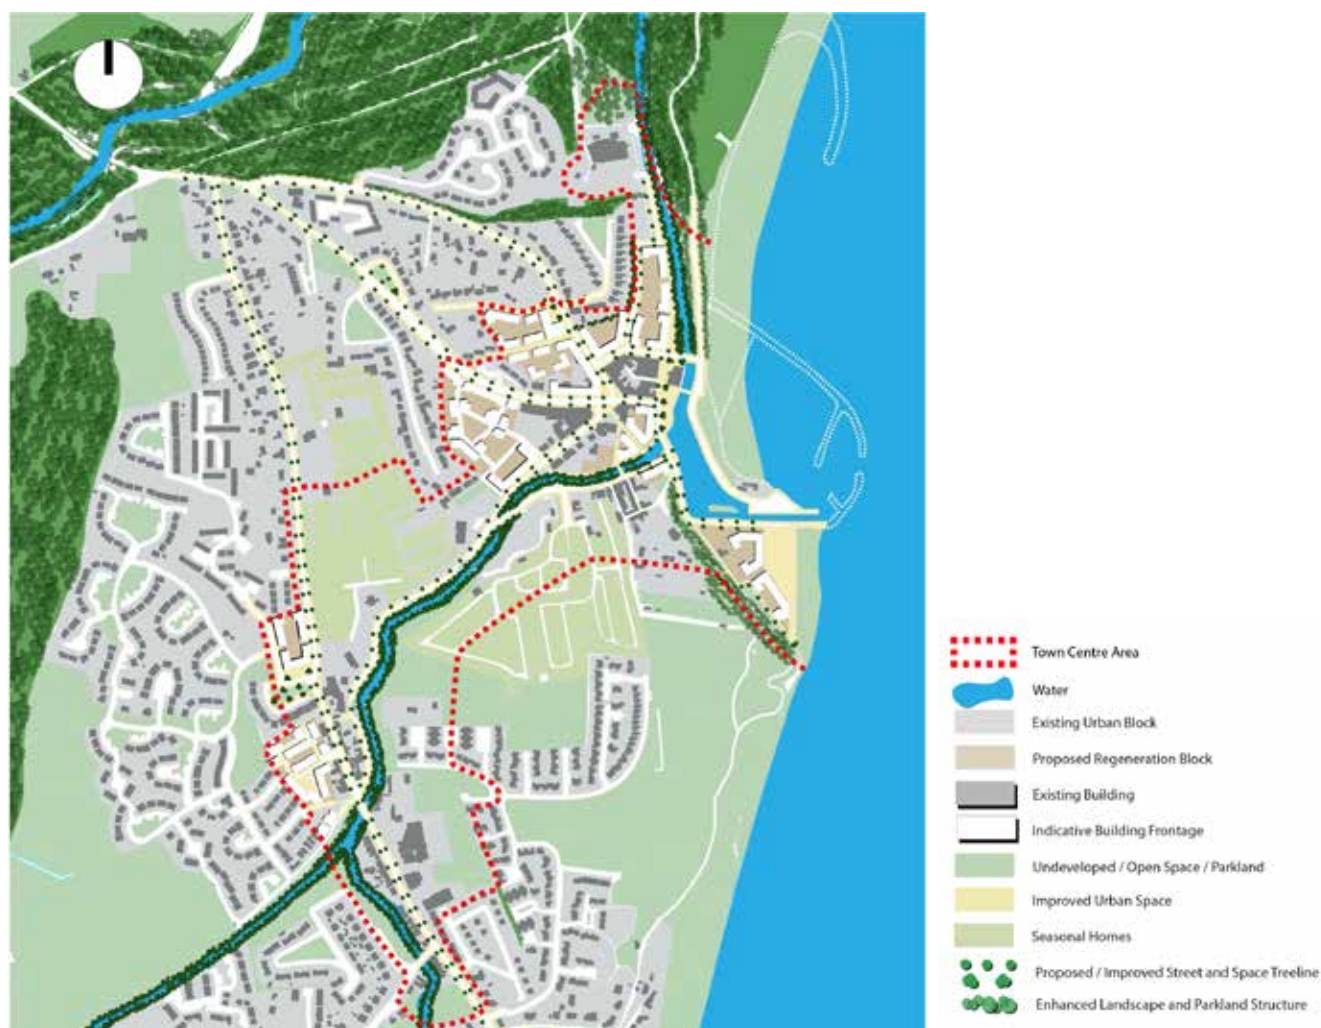 Town Centre Area
Water
Existing Urban Block
Proposed Regeneration Block
Existing Building
Indicative Building Frontage
Undeveloped / Open Space / Parkland
Improved Urban Space
Seasonal Homes
Proposed / Improved Street and Space Treeline
Enhanced Landscape and Parkland Structure